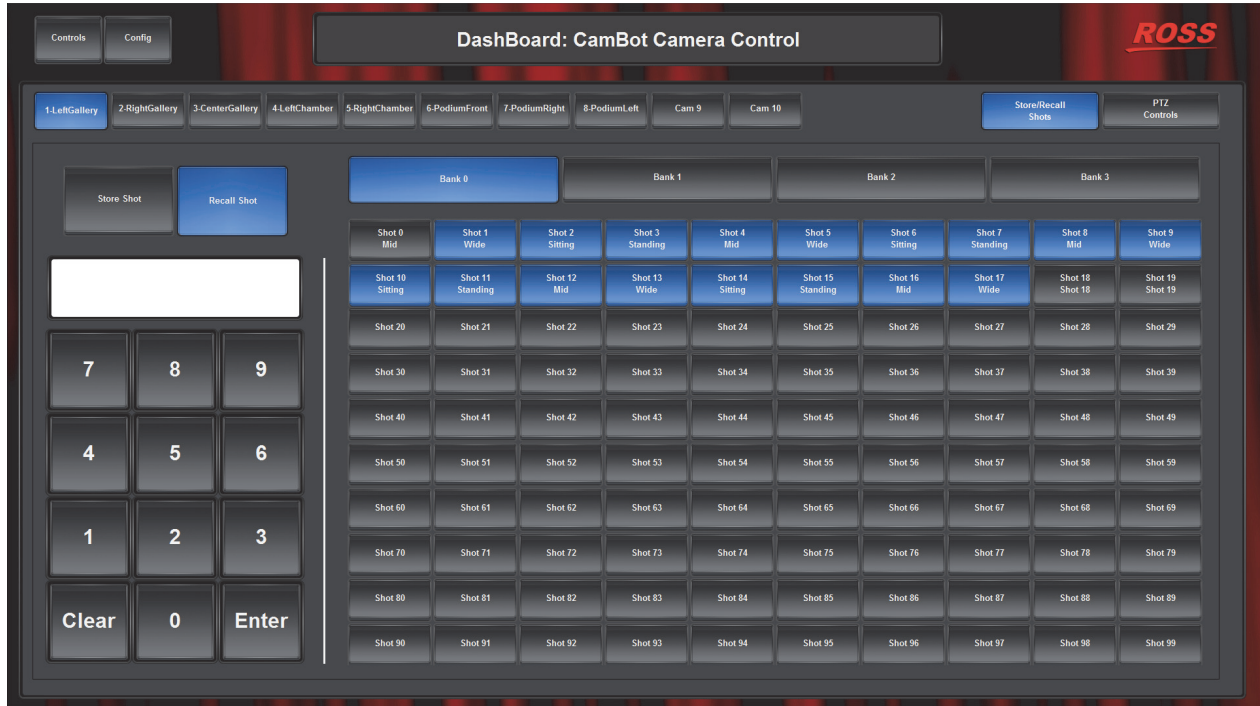 Controls
Config
DashBoard: CamBot Camera Control
ROSS
1-LeftGallery
2-RightGallery
3-CenterGallery
4-LeftChamber
5-RightChamber
6-PodiumFront
7-PodiumRight
8-PodiumLeft
Cam 9
Cam 10
Store/Recall
Shots
PTZ
Controls
Store Shot
Recall Shot
7
8
9
4
5
6
1
2
3
Clear
0
Enter
Bank 0
Bank 1
Bank 2
Bank 3
Shot 0
Mid
Shot 1
Wide
Shot 2
Sitting
Shot 3
Standing
Shot 4
Mid
Shot 5
Wide
Shot 6
Sitting
Shot 7
Standing
Shot 8
Mid
Shot 9
Wide
Shot 10
Sitting
Shot 11
Standing
Shot 12
Mid
Shot 13
Wide
Shot 14
Sitting
Shot 15
Standing
Shot 16
Mid
Shot 17
Wide
Shot 18
Shot 18
Shot 19
Shot 19
Shot 20
Shot 21
Shot 22
Shot 23
Shot 24
Shot 25
Shot 26
Shot 27
Shot 28
Shot 29
Shot 30
Shot 31
Shot 32
Shot 33
Shot 34
Shot 35
Shot 36
Shot 37
Shot 38
Shot 39
Shot 40
Shot 41
Shot 42
Shot 43
Shot 44
Shot 45
Shot 46
Shot 47
Shot 48
Shot 49
Shot 50
Shot 51
Shot 52
Shot 53
Shot 54
Shot 55
Shot 56
Shot 57
Shot 58
Shot 59
Shot 60
Shot 61
Shot 62
Shot 63
Shot 64
Shot 65
Shot 66
Shot 67
Shot 68
Shot 69
Shot 70
Shot 71
Shot 72
Shot 73
Shot 74
Shot 75
Shot 76
Shot 77
Shot 78
Shot 79
Shot 80
Shot 81
Shot 82
Shot 83
Shot 84
Shot 85
Shot 86
Shot 87
Shot 88
Shot 89
Shot 90
Shot 91
Shot 92
Shot 93
Shot 94
Shot 95
Shot 96
Shot 97
Shot 98
Shot 99